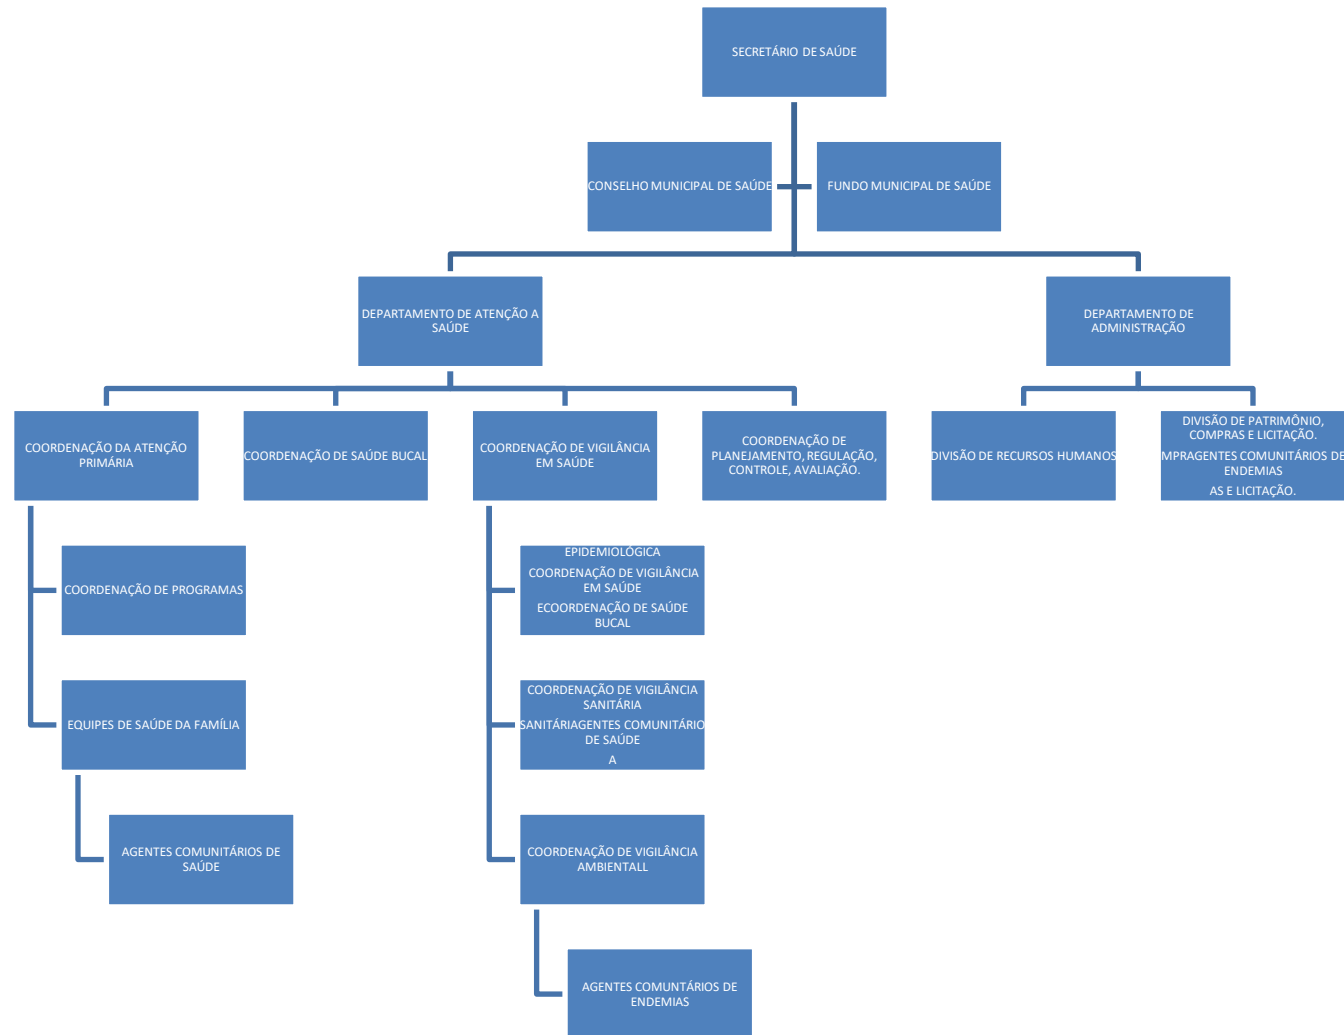 SECRETÁRIO DE SAÚDE
CONSELHO MUNICIPAL DE SAÚDE
FUNDO MUNICIPAL DE SAÚDE
DEPARTAMENTO DE ATENÇÃO A
SAÚDE
DEPARTAMENTO DE
ADMINISTRAÇÃO
COORDENAÇÃO DA ATENÇÃO
PRIMÁRIA
COORDENAÇÃO DE SAÚDE BUCAL
COORDENAÇÃO DE VIGILÂNCIA
EM SAÚDE
COORDENAÇÃO DE
PLANEJAMENTO, REGULAÇÃO,
CONTROLE, AVALIAÇÃO.
DIVISÃO DE RECURSOS HUMANOS
DIVISÃO DE PATRIMÔNIO,
COMPRAS E LICITAÇÃO.
MPRAGENTES COMUNITÁRIOS DE
ENDEMIAS
AS E LICITAÇÃO.
COORDENAÇÃO DE PROGRAMAS
EPIDEMIOLÓGICA
COORDENAÇÃO DE VIGILÂNCIA
EM SAÚDE
ECOORDENAÇÃO DE SAÚDE
BUCAL
EQUIPES DE SAÚDE DA FAMÍLIA
COORDENAÇÃO DE VIGILÂNCIA
SANITÁRIA
SANITÁRIAGENTES COMUNITÁRIO
DE SAÚDE
A
AGENTES COMUNITÁRIOS DE
SAÚDE
COORDENAÇÃO DE VIGILÂNCIA
AMBIENTALL
AGENTES COMUNTÁRIOS DE
ENDEMIAS